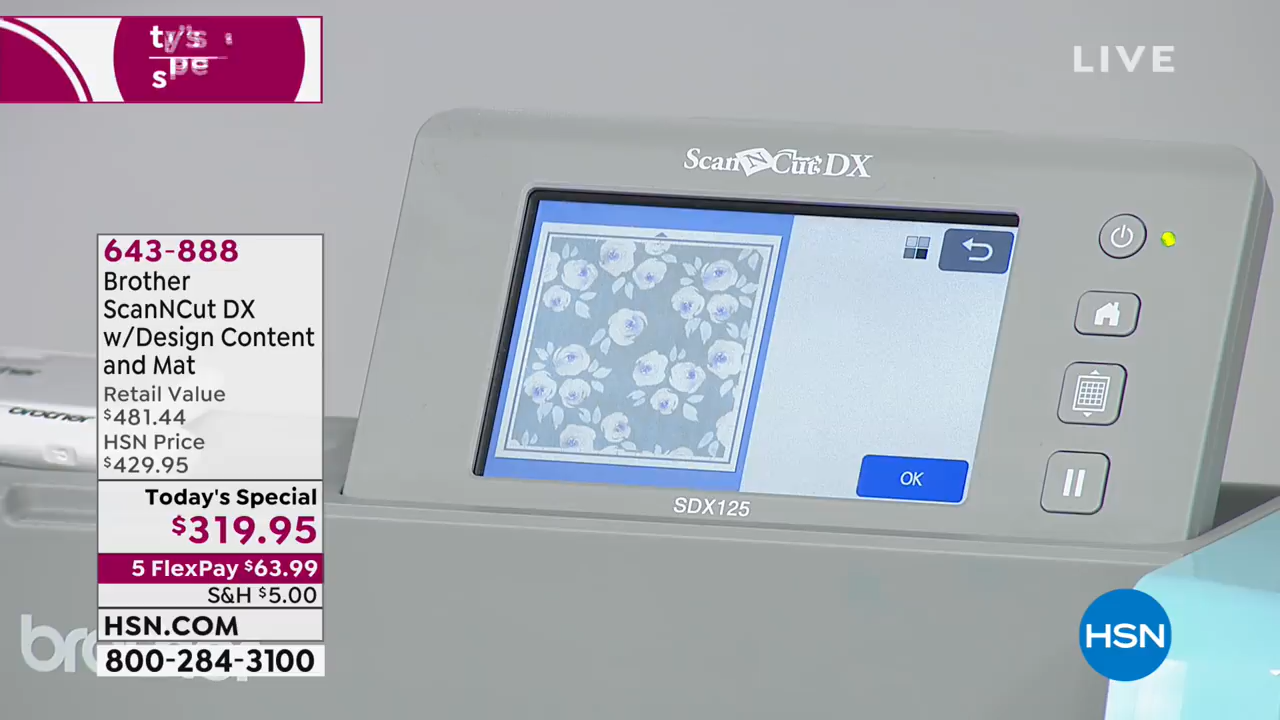 LIVE
ScanNCut DX
OK
SDX125
643-888
Brother
ScanNCut DX
w/Design Content
and Mat
Retail Value
$481.44
HSN Price
$429.95
Today's Special
$319.95
5 FlexPay $63.99
S&H $5.00
HSN.COM
800-284-3100
brother
HSN